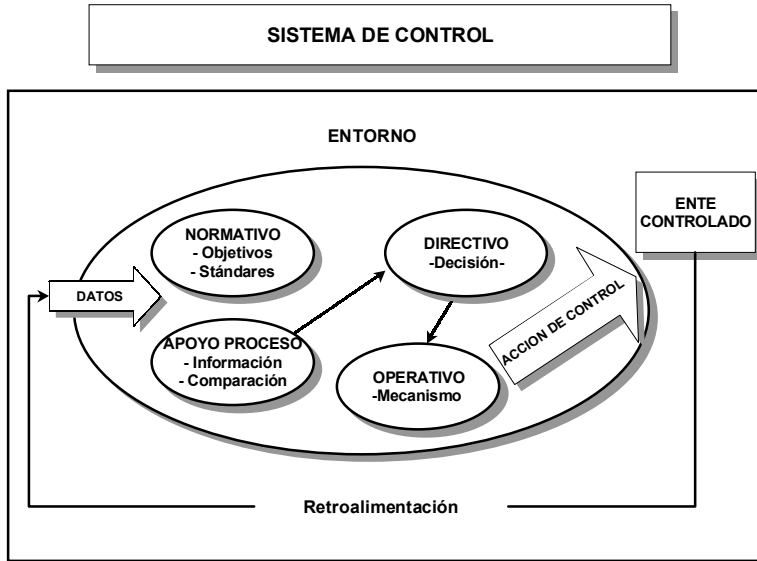 SISTEMA DE CONTROL
ENTORNO
ENTE
CONTROLADO
NORMATIVO
- Objetivos
- Stándares
DIRECTIVO
-Decisión-
DATOS
APOYO PROCESO
- Información
- Comparación
OPERATIVO
-Mecanismo
ACCION DE CONTROL
Retroalimentación